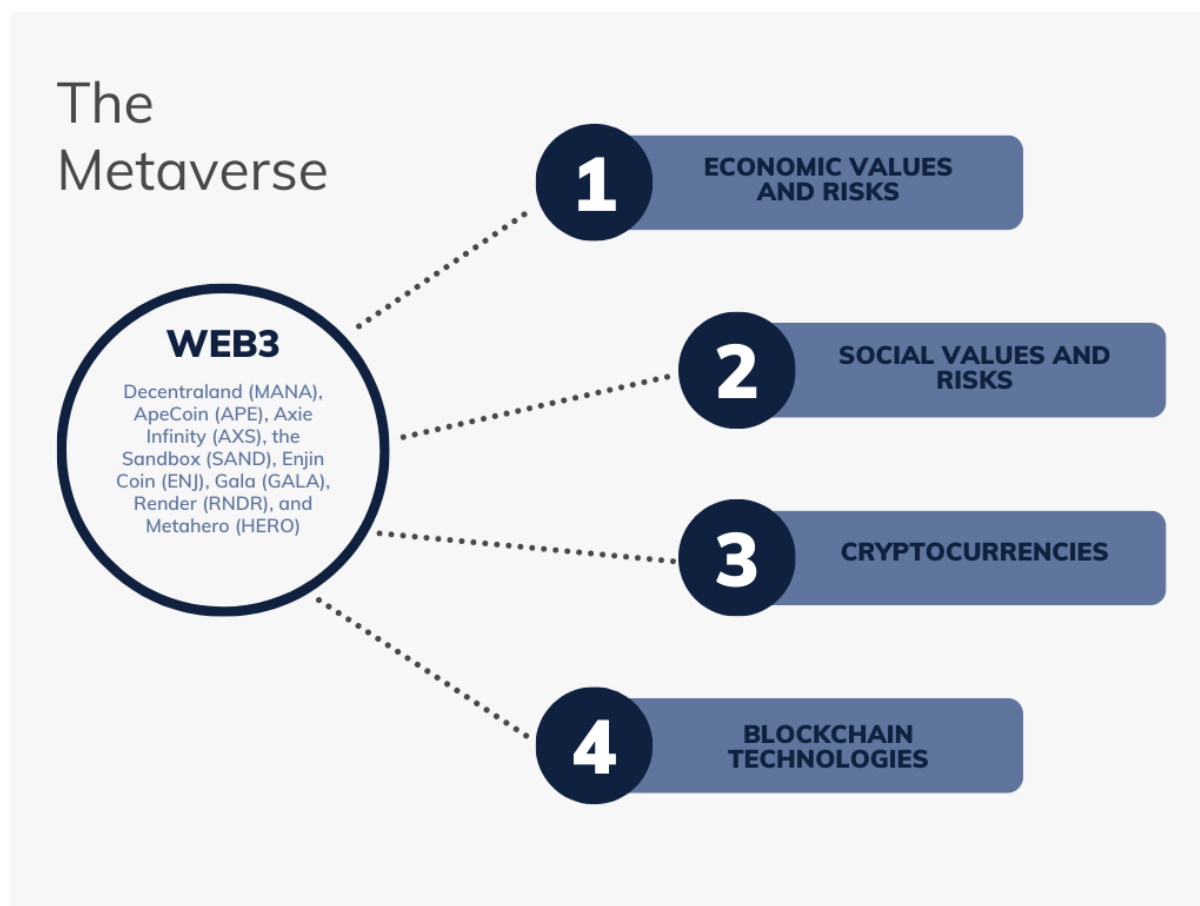 The
Metaverse
WEB3
Decentraland (MANA),
ApeCoin (APE), Axie
Infinity (AXS), the
Sandbox (SAND), Enjin
Coin (ENJ), Gala (GALA),
Render (RNDR), and
Metahero (HERO)
1
ECONOMIC VALUES
AND RISKS
2
SOCIAL VALUES AND
RISKS
3
CRYPTOCURRENCIES
4
BLOCKCHAIN
TECHNOLOGIES